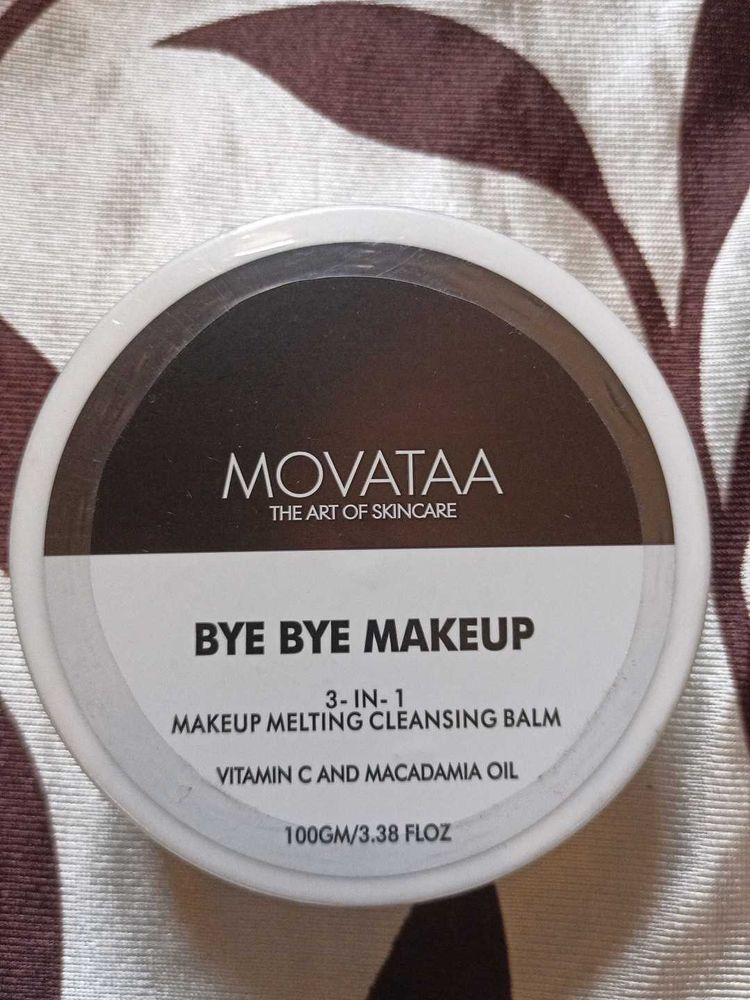 MOVATAA
THE ART OF SKINCARE
BYE BYE MAKEUP
3- IN- 1
MAKEUP MELTING CLEANSING BALM
VITAMIN C AND MACADAMIA OIL
100GM/3.38 FLOZ